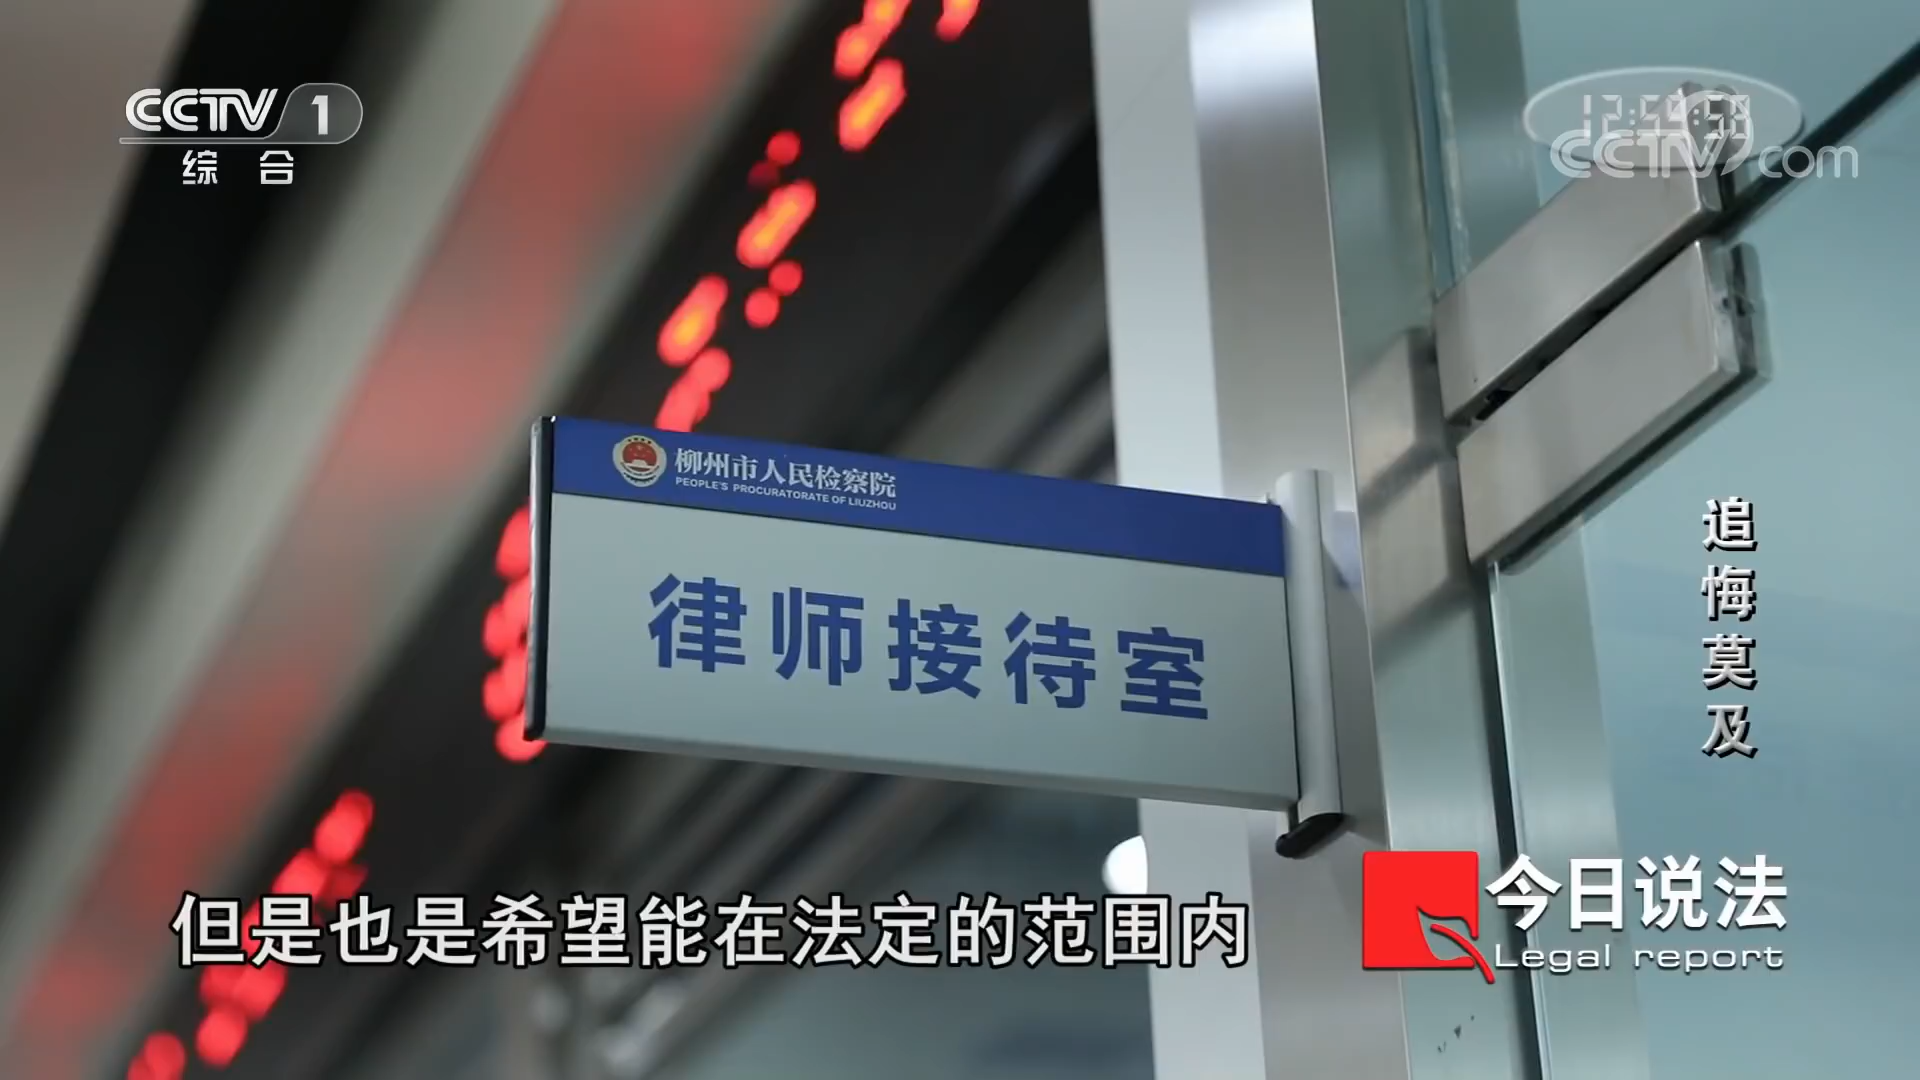 CCTV 1
综合
CCTV.com
柳州市人民检察院
PEOPLE'S PROCURATORATE OF LIUZHOU
律师接待室
追悔莫及
但是也是希望能在法定的范围内
今日说法
Legal report